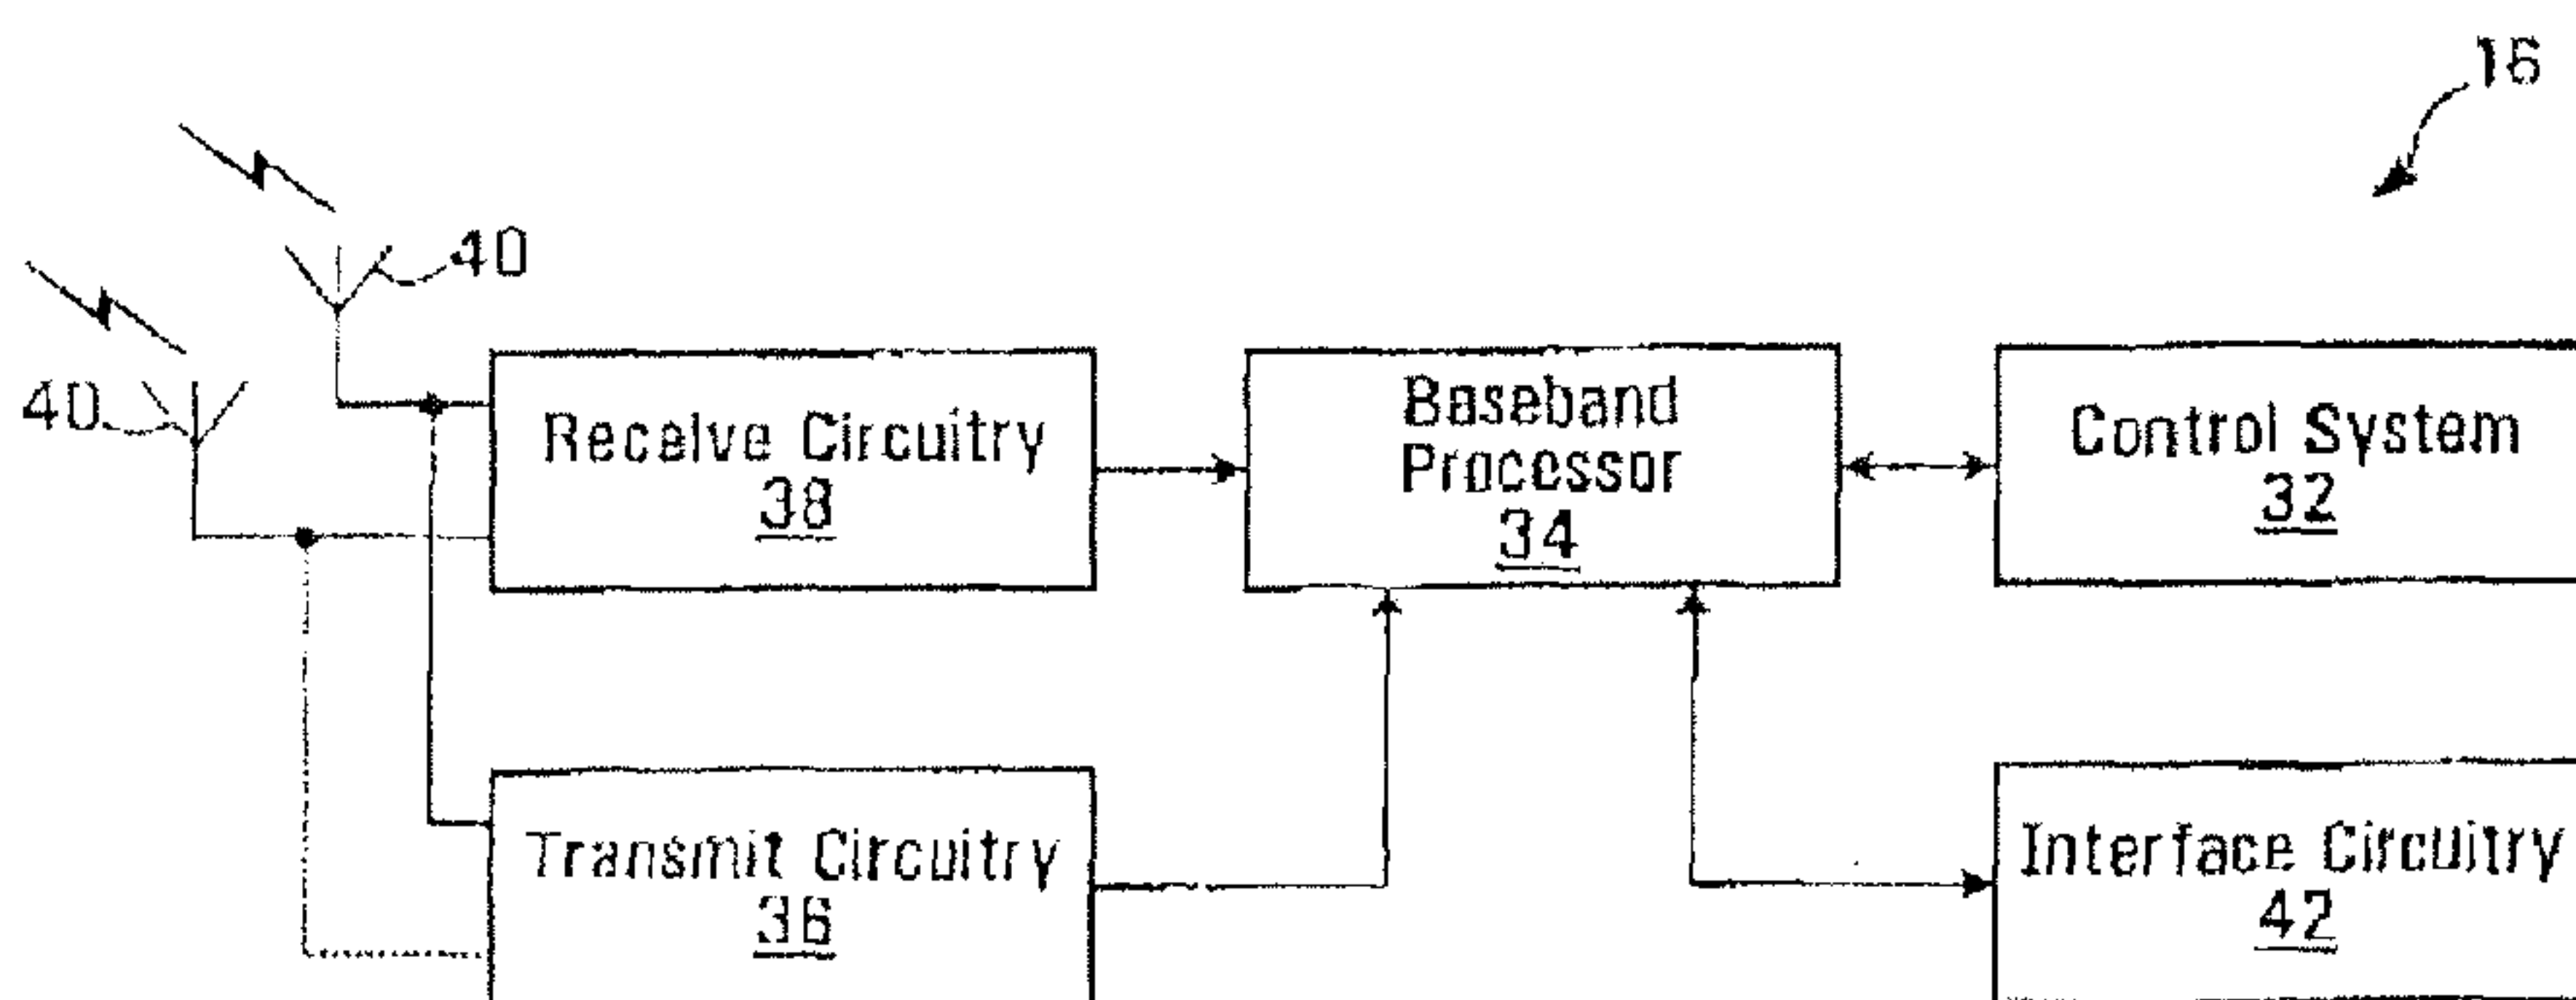 16
40
40
Receive Circuitry
38
Baseband
Processor
34
Control System
32
Transmit Circuitry
36
Interface Circuitry
42